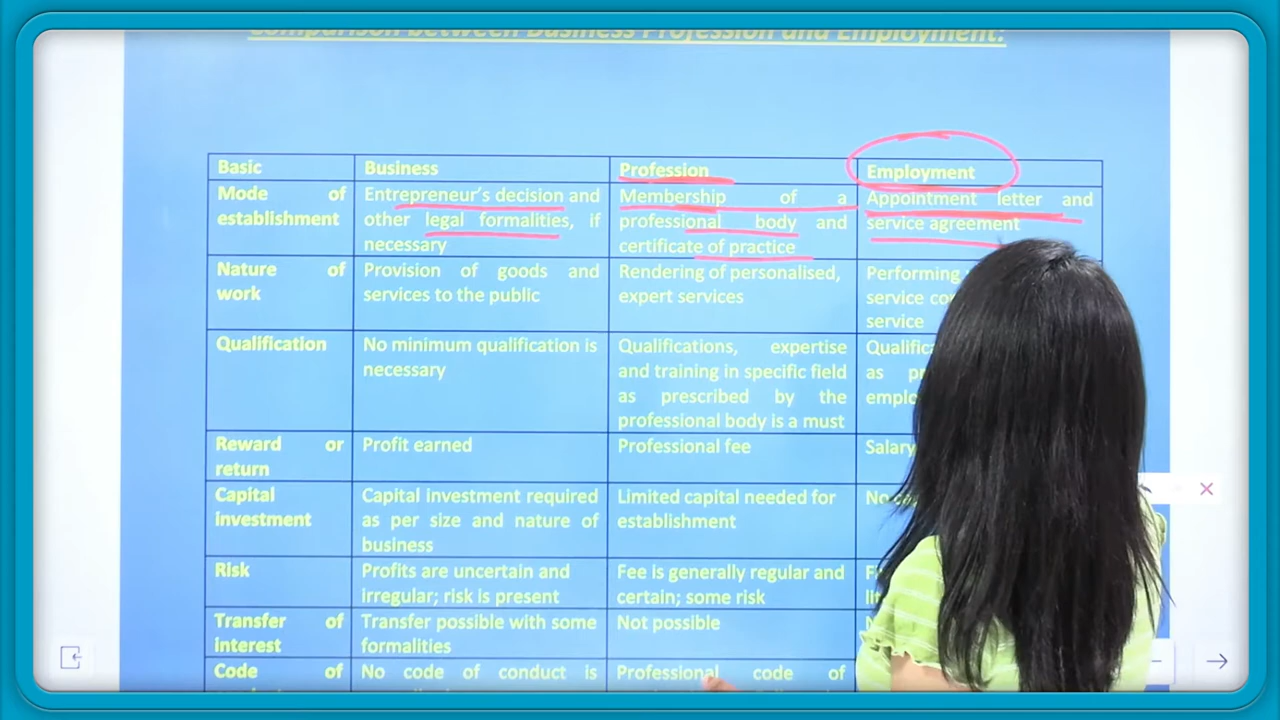 Comparison between Business Profession and Employment:
Basic
Business
Profession
Employment
Mode of
establishment
Entrepreneur's decision and
other legal formalities, if
necessary
Membership of a
professional body and
certificate of practice
Appointment letter and
service agreement
Nature of
work
Provision of goods and
services to the public
Rendering of personalised,
expert services
Performing
service
service
Qualification
No minimum qualification is
necessary
Qualifications, expertise
and training in specific field
as prescribed by the
professional body is a must
as
Reward or
return
Profit earned
Professional fee
Salary
Capital
investment
Capital investment required
as per size and nature of
business
Limited capital needed for
establishment
No
Risk
Profits are uncertain and
irregular; risk is present
Fee is generally regular and
certain; some risk
Transfer of
interest
Transfer possible with some
formalities
Not possible
Code of
No code of conduct is
Professional code of